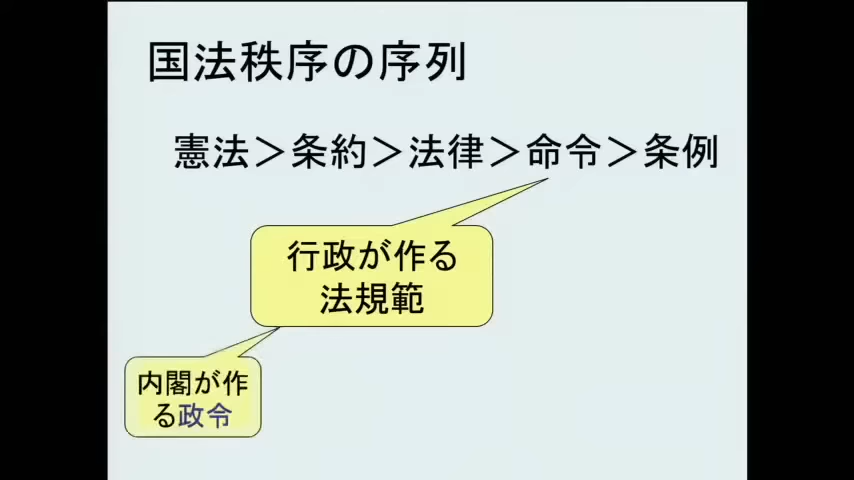 国法秩序の序列
憲法＞条約＞法律＞命令＞条例
行政が作る
法規範
内閣が作
る政令